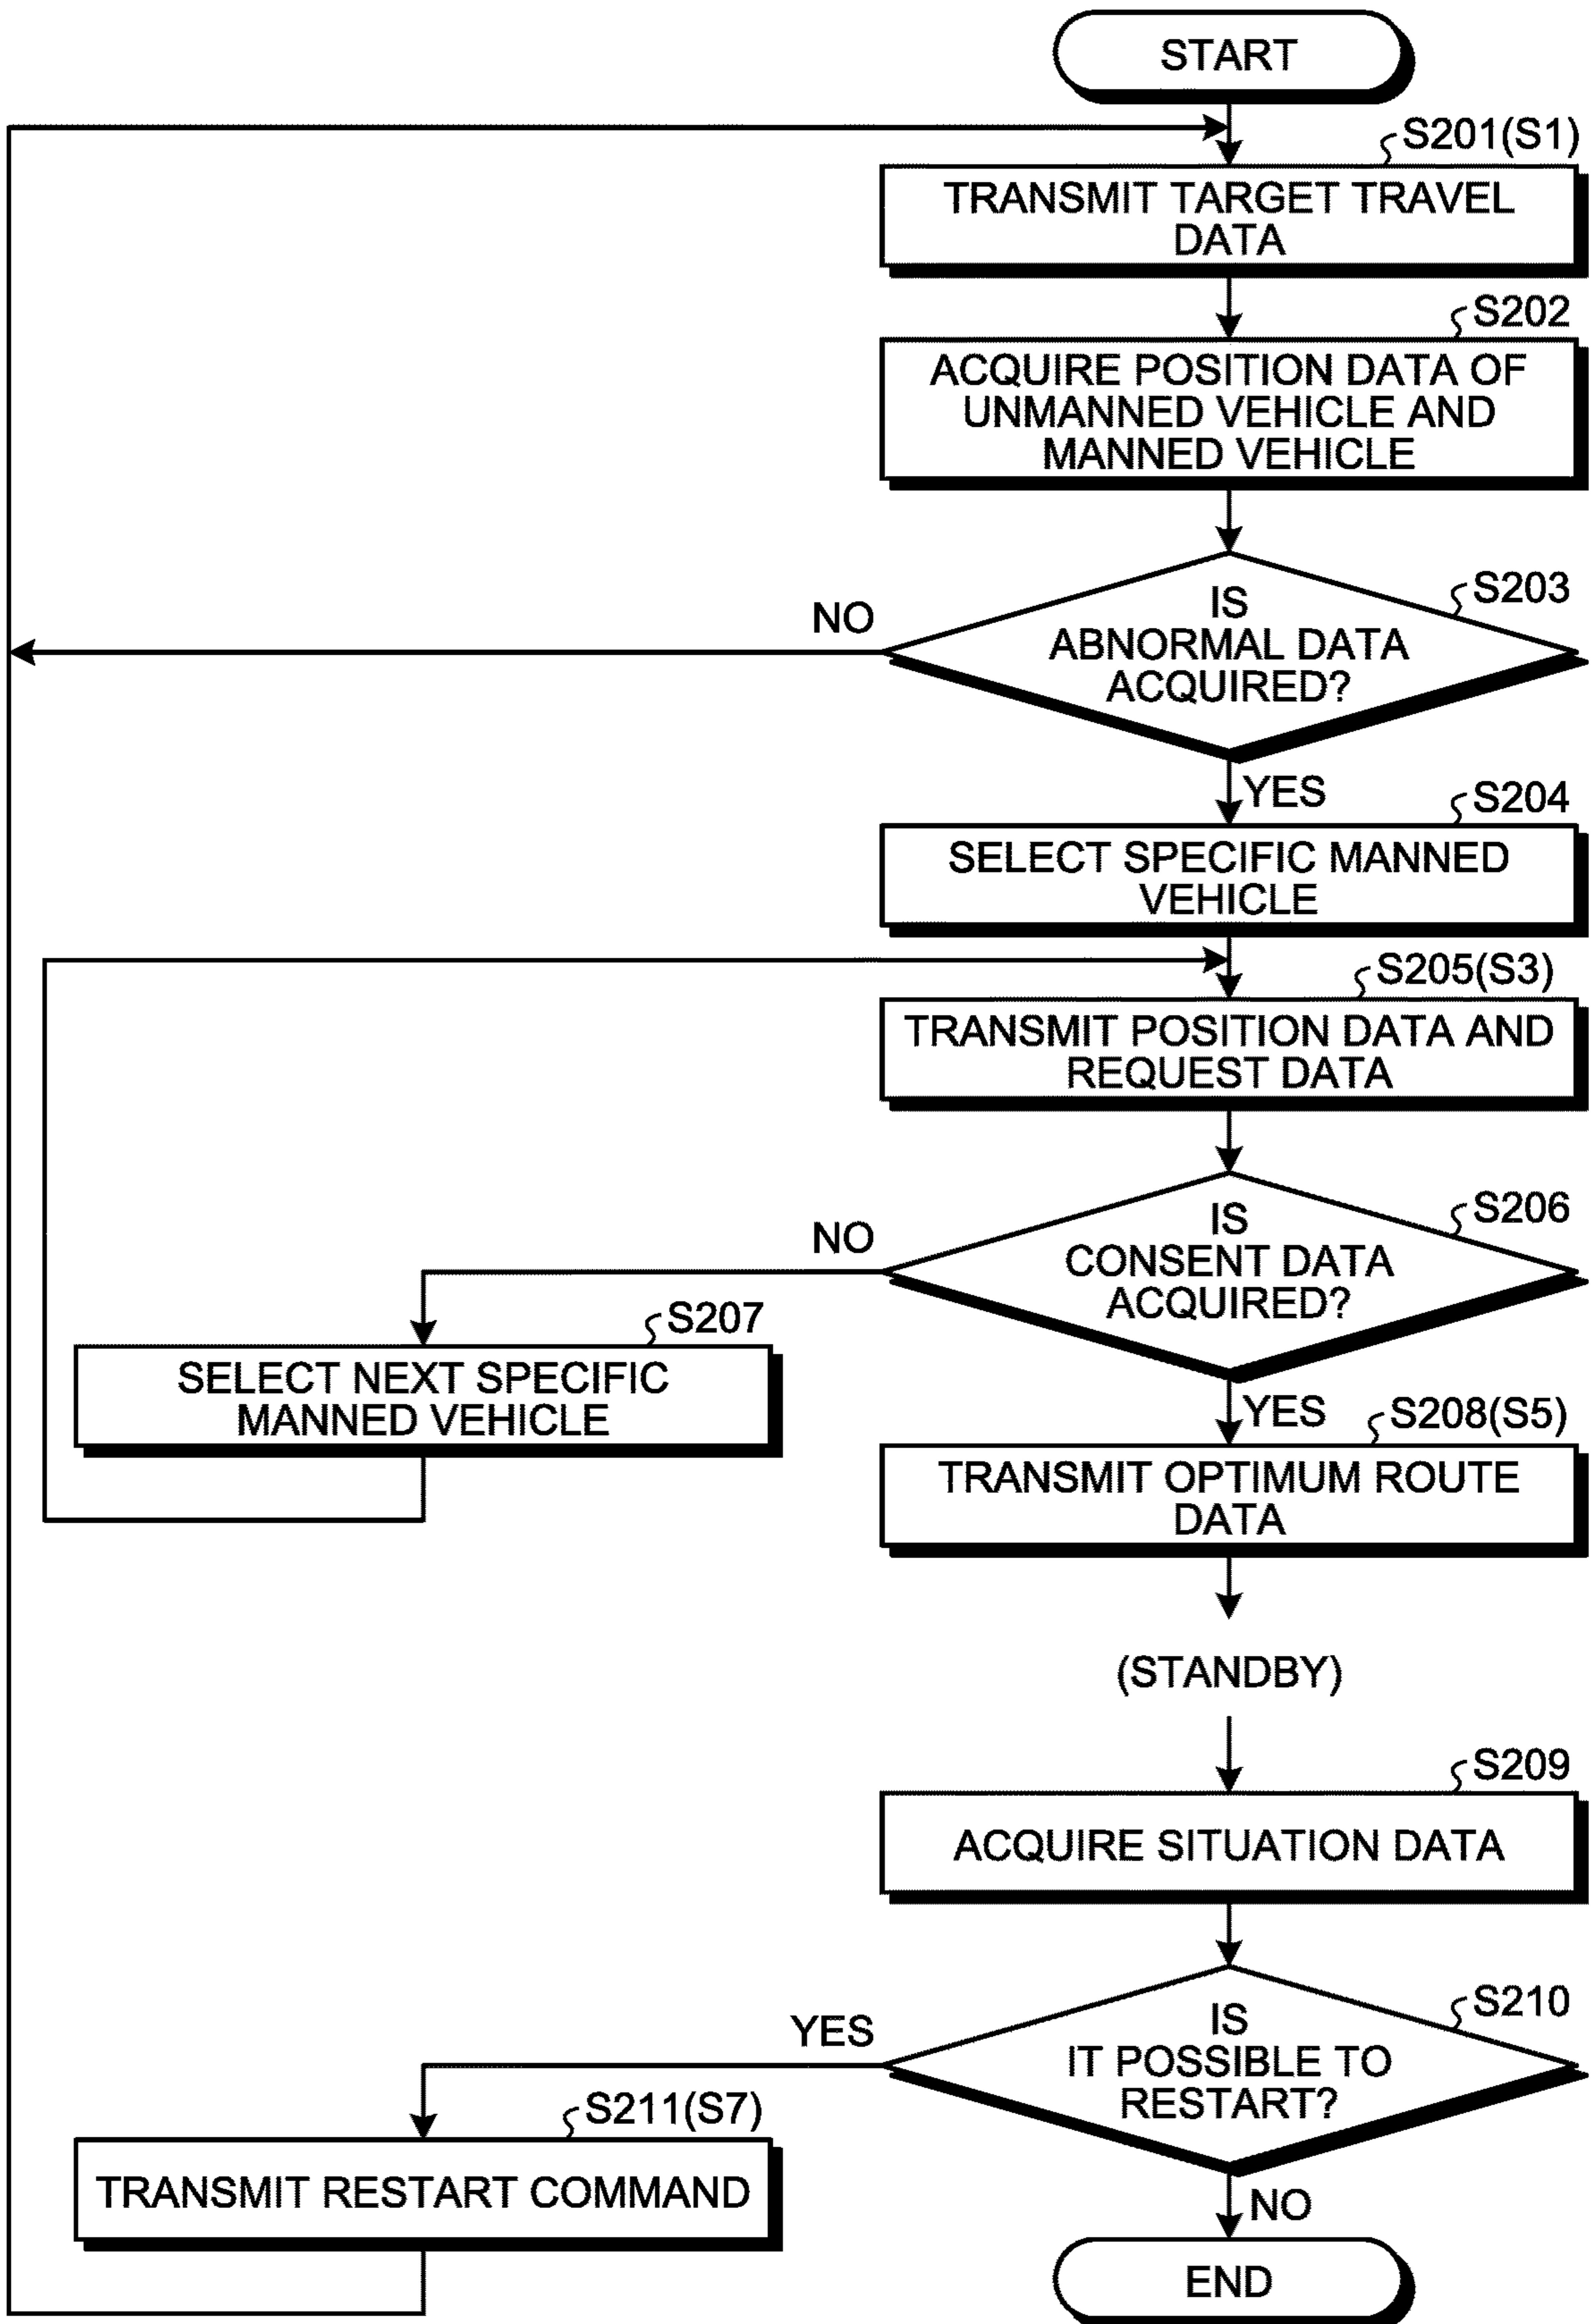 START
S201(S1)
TRANSMIT TARGET TRAVEL
DATA
S202
ACQUIRE POSITION DATA OF
UNMANNED VEHICLE AND
MANNED VEHICLE
S203
IS
ABNORMAL DATA
ACQUIRED?
NO
YES
S204
SELECT SPECIFIC MANNED
VEHICLE
S205(S3)
TRANSMIT POSITION DATA AND
REQUEST DATA
S206
IS
CONSENT DATA
ACQUIRED?
NO
S207
SELECT NEXT SPECIFIC
MANNED VEHICLE
YES
S208(S5)
TRANSMIT OPTIMUM ROUTE
DATA
(STANDBY)
S209
ACQUIRE SITUATION DATA
S210
IS
IT POSSIBLE TO
RESTART?
YES
S211(S7)
TRANSMIT RESTART COMMAND
NO
END